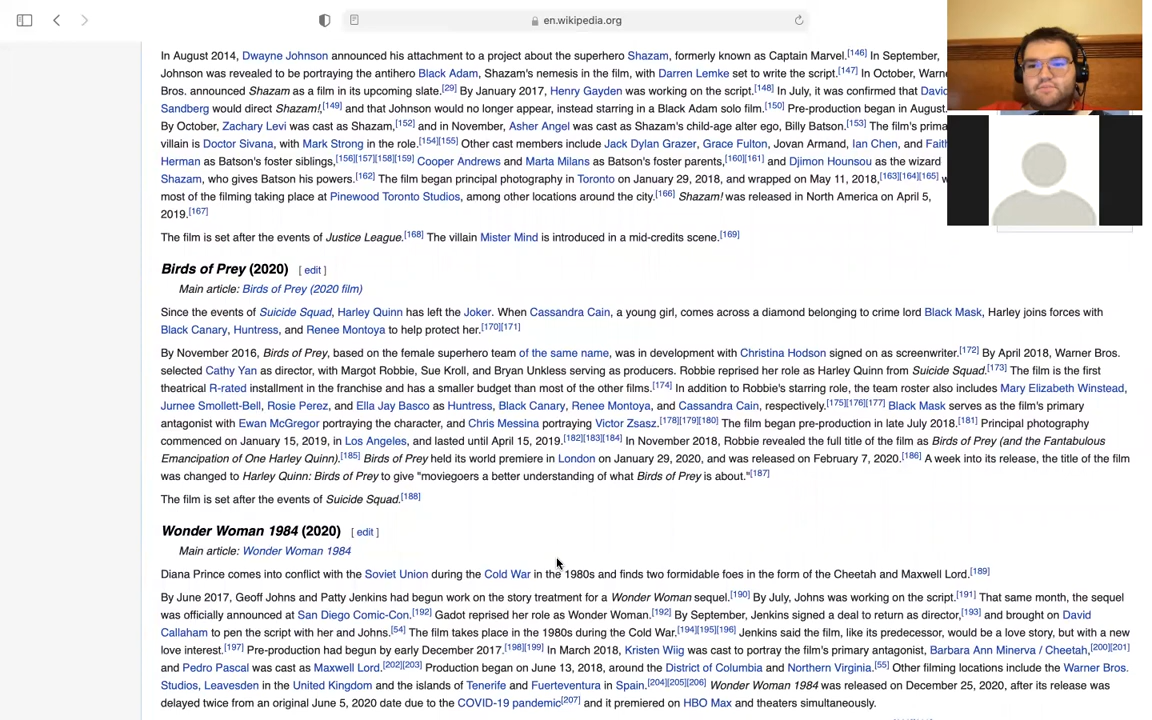 en.wikipedia.org
In August 2014, Dwayne Johnson announced his attachment to a project about the superhero Shazam, formerly known as Captain Marvel.[146] In September,
Johnson was revealed to be portraying the antihero Black Adam, Shazam's nemesis in the film, with Darren Lemke set to write the script.[147] In October, Warne
Bros. announced Shazam as a film in its upcoming slate.[29] By January 2017, Henry Gayden was working on the script.[148] In July, it was confirmed that David
Sandberg would direct Shazam!,[149] and that Johnson would no longer appear, instead starring in a Black Adam solo film.[150] Pre-production began in August.
By October, Zachary Levi was cast as Shazam,[152] and in November, Asher Angel was cast as Shazam's child-age alter ego, Billy Batson.[153] The film's prima
villain is Doctor Sivana, with Mark Strong in the role.[154][155] Other cast members include Jack Dylan Grazer, Grace Fulton, Jovan Armand, Ian Chen, and Faith
Herman as Batson's foster siblings,[156][157][158][159] Cooper Andrews and Marta Milans as Batson's foster parents,[160][161] and Djimon Hounsou as the wizard
Shazam, who gives Batson his powers.[162] The film began principal photography in Toronto on January 29, 2018, and wrapped on May 11, 2018,[163][164][165] w
most of the filming taking place at Pinewood Toronto Studios, among other locations around the city.[166] Shazam! was released in North America on April 5,
2019.[167]
The film is set after the events of Justice League.[168] The villain Mister Mind is introduced in a mid-credits scene.[169]
Birds of Prey (2020) [ edit ]
Main article: Birds of Prey (2020 film)
Since the events of Suicide Squad, Harley Quinn has left the Joker. When Cassandra Cain, a young girl, comes across a diamond belonging to crime lord Black Mask, Harley joins forces with
Black Canary, Huntress, and Renee Montoya to help protect her.[170][171]
By November 2016, Birds of Prey, based on the female superhero team of the same name, was in development with Christina Hodson signed on as screenwriter.[172] By April 2018, Warner Bros.
selected Cathy Yan as director, with Margot Robbie, Sue Kroll, and Bryan Unkless serving as producers. Robbie reprised her role as Harley Quinn from Suicide Squad.[173] The film is the first
theatrical R-rated installment in the franchise and has a smaller budget than most of the other films.[174] In addition to Robbie's starring role, the team roster also includes Mary Elizabeth Winstead,
Jurnee Smollett-Bell, Rosie Perez, and Ella Jay Basco as Huntress, Black Canary, Renee Montoya, and Cassandra Cain, respectively.[175][176][177] Black Mask serves as the film's primary
antagonist with Ewan McGregor portraying the character, and Chris Messina portraying Victor Zsasz.[178][179][180] The film began pre-production in late July 2018.[181] Principal photography
commenced on January 15, 2019, in Los Angeles, and lasted until April 15, 2019.[182][183][184] In November 2018, Robbie revealed the full title of the film as Birds of Prey (and the Fantabulous
Emancipation of One Harley Quinn).[185] Birds of Prey held its world premiere in London on January 29, 2020, and was released on February 7, 2020.[186] A week into its release, the title of the film
was changed to Harley Quinn: Birds of Prey to give "moviegoers a better understanding of what Birds of Prey is about."[187]
The film is set after the events of Suicide Squad.[188]
Wonder Woman 1984 (2020) [ edit ]
Main article: Wonder Woman 1984
Diana Prince comes into conflict with the Soviet Union during the Cold War in the 1980s and finds two formidable foes in the form of the Cheetah and Maxwell Lord.[189]
By June 2017, Geoff Johns and Patty Jenkins had begun work on the story treatment for a Wonder Woman sequel.[190] By July, Johns was working on the script.[191] That same month, the sequel
was officially announced at San Diego Comic-Con.[192] Gadot reprised her role as Wonder Woman.[192] By September, Jenkins signed a deal to return as director,[193] and brought on David
Callaham to pen the script with her and Johns.[54] The film takes place in the 1980s during the Cold War.[194][195][196] Jenkins said the film, like its predecessor, would be a love story, but with a new
love interest.[197] Pre-production had begun by early December 2017.[198][199] In March 2018, Kristen Wiig was cast to portray the film's primary antagonist, Barbara Ann Minerva / Cheetah,[200][201]
and Pedro Pascal was cast as Maxwell Lord.[202][203] Production began on June 13, 2018, around the District of Columbia and Northern Virginia.[55] Other filming locations include the Warner Bros.
Studios, Leavesden in the United Kingdom and the islands of Tenerife and Fuerteventura in Spain.[204][205][206] Wonder Woman 1984 was released on December 25, 2020, after its release was
delayed twice from an original June 5, 2020 date due to the COVID-19 pandemic[207] and it premiered on HBO Max and theaters simultaneously.